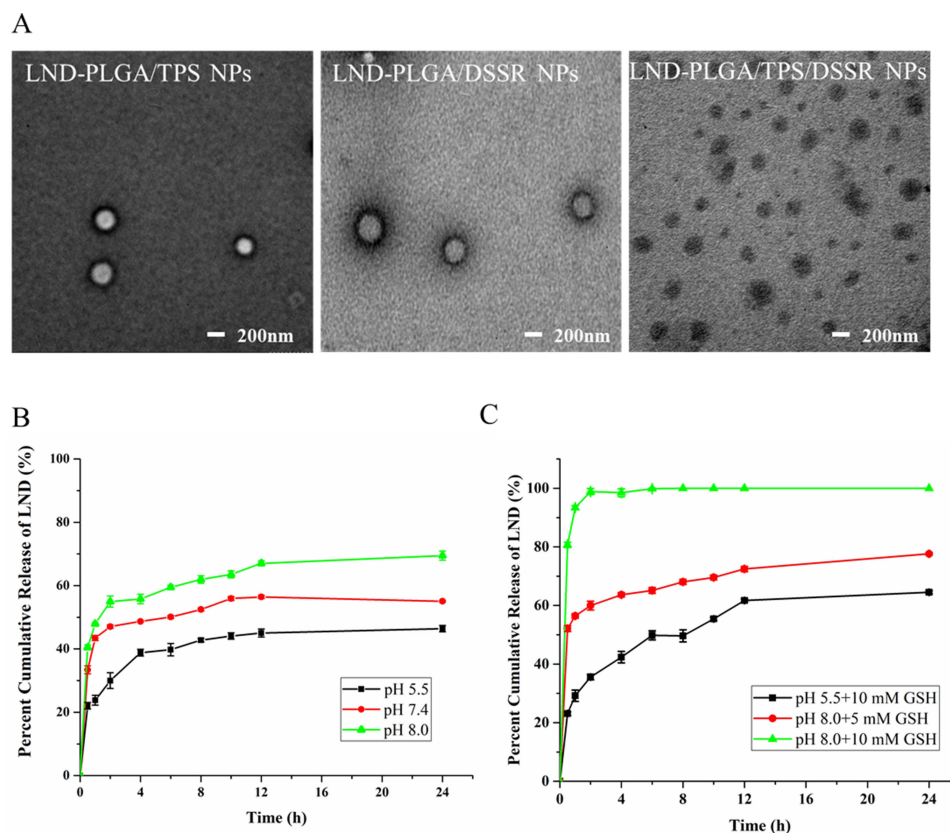 A
LND-PLGA/TPS NPs
LND-PLGA/DSSR NPs
LND-PLGA/TPS/DSSR NPs
200nm
200nm
200nm
B
Percent Cumulative Release of LND (%)
100
80
60
40
20
0
pH 5.5
pH 7.4
pH 8.0
0
4
8
12
16
20
24
Time (h)
C
Percent Cumulative Release of LND (%)
100
80
60
40
20
0
pH 5.5+10 mM GSH
pH 8.0+5 mM GSH
pH 8.0+10 mM GSH
0
4
8
12
16
20
24
Time (h)